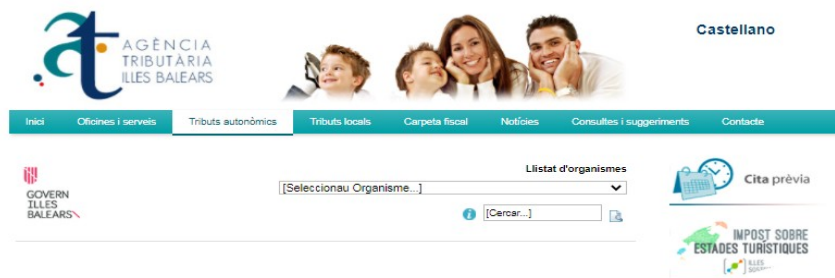 Castellano
AGÈNCIA
TRIBUTÀRIA
ILLES BALEARS
Inici Oficines i serveis Tributs autonòmics Tributs locals Carpeta fiscal Notícies Consultes i suggeriments Contacte
Llistat d'organismes
[Seleccionau Organisme...]
[Cercar...]
GOVERN
ILLES
BALEARS
Cita prèvia
IMPOST SOBRE
ESTADES TURÍSTIQUES
ILLES